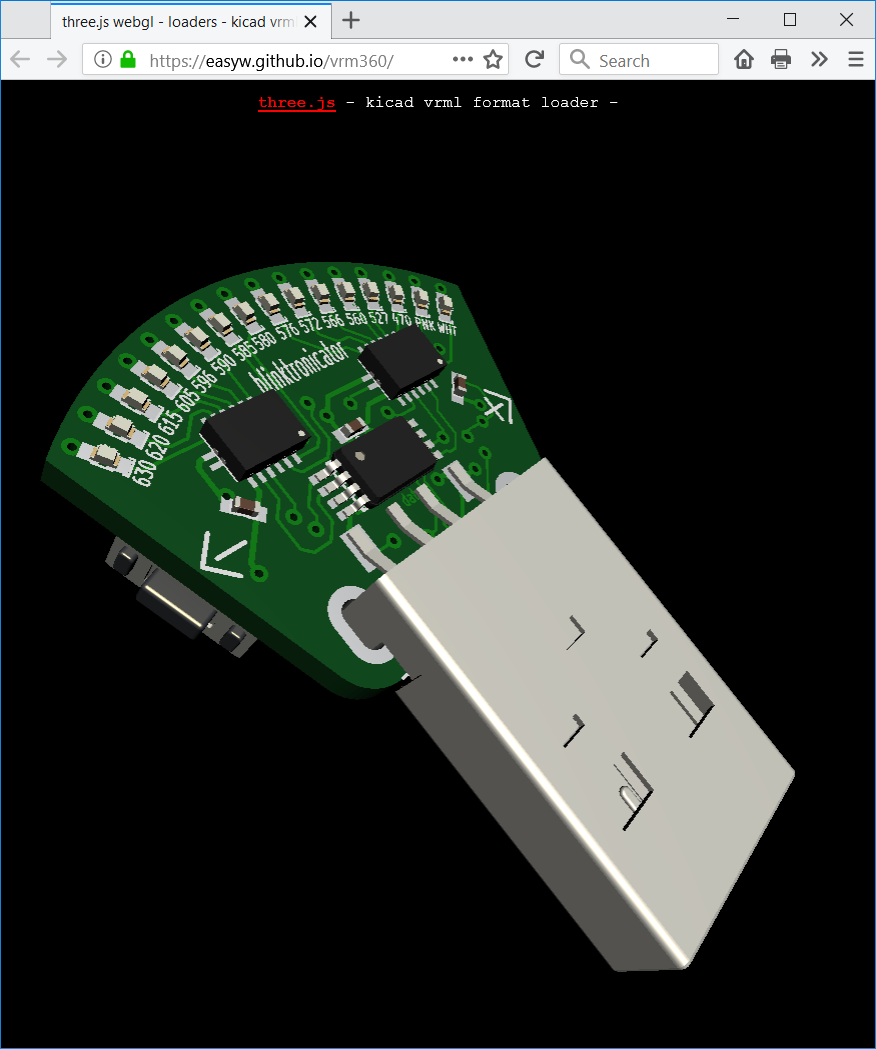 three.js webgl - loaders - kicad vrm
https://easyw.github.io/vrm360/
Search
three.js - kicad vrml format loader -
630 620 615 605 596 590 585 580 576 572 566 560 527 470 PNK WHT
blinktronicator